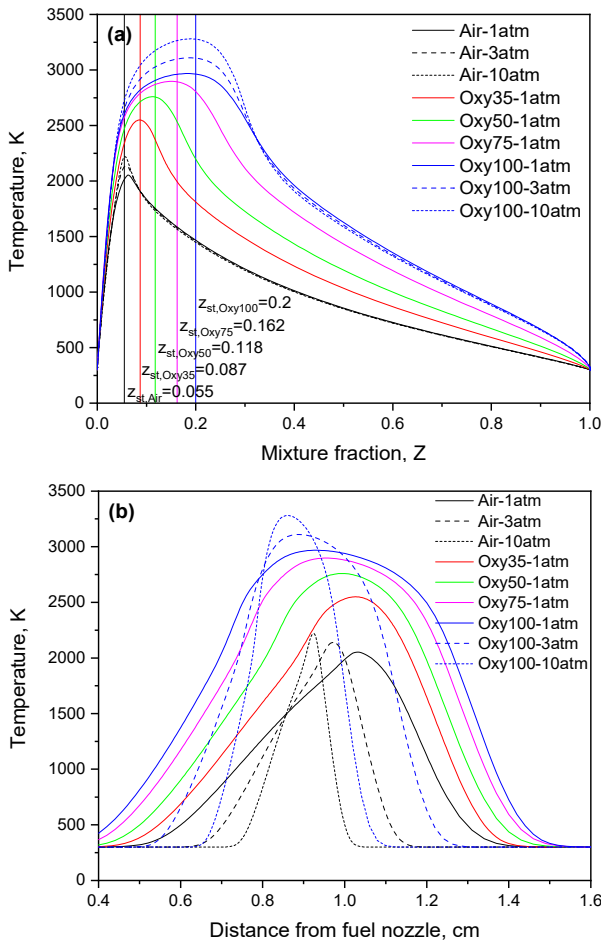 (a)
3500
3000
2500
2000
1500
1000
500
0
Temperature, K
Air-1atm
Air-3atm
Air-10atm
Oxy35-1atm
Oxy50-1atm
Oxy75-1atm
Oxy100-1atm
Oxy100-3atm
Oxy100-10atm
z_st,Oxy100=0.2
z_st,Oxy75=0.162
z_st,Oxy50=0.118
z_st,Oxy35=0.087
z_st,Air=0.055
0.0 0.2 0.4 0.6 0.8 1.0
Mixture fraction, Z
(b)
3500
3000
2500
2000
1500
1000
500
0
Temperature, K
Air-1atm
Air-3atm
Air-10atm
Oxy35-1atm
Oxy50-1atm
Oxy75-1atm
Oxy100-1atm
Oxy100-3atm
Oxy100-10atm
0.4 0.6 0.8 1.0 1.2 1.4 1.6
Distance from fuel nozzle, cm